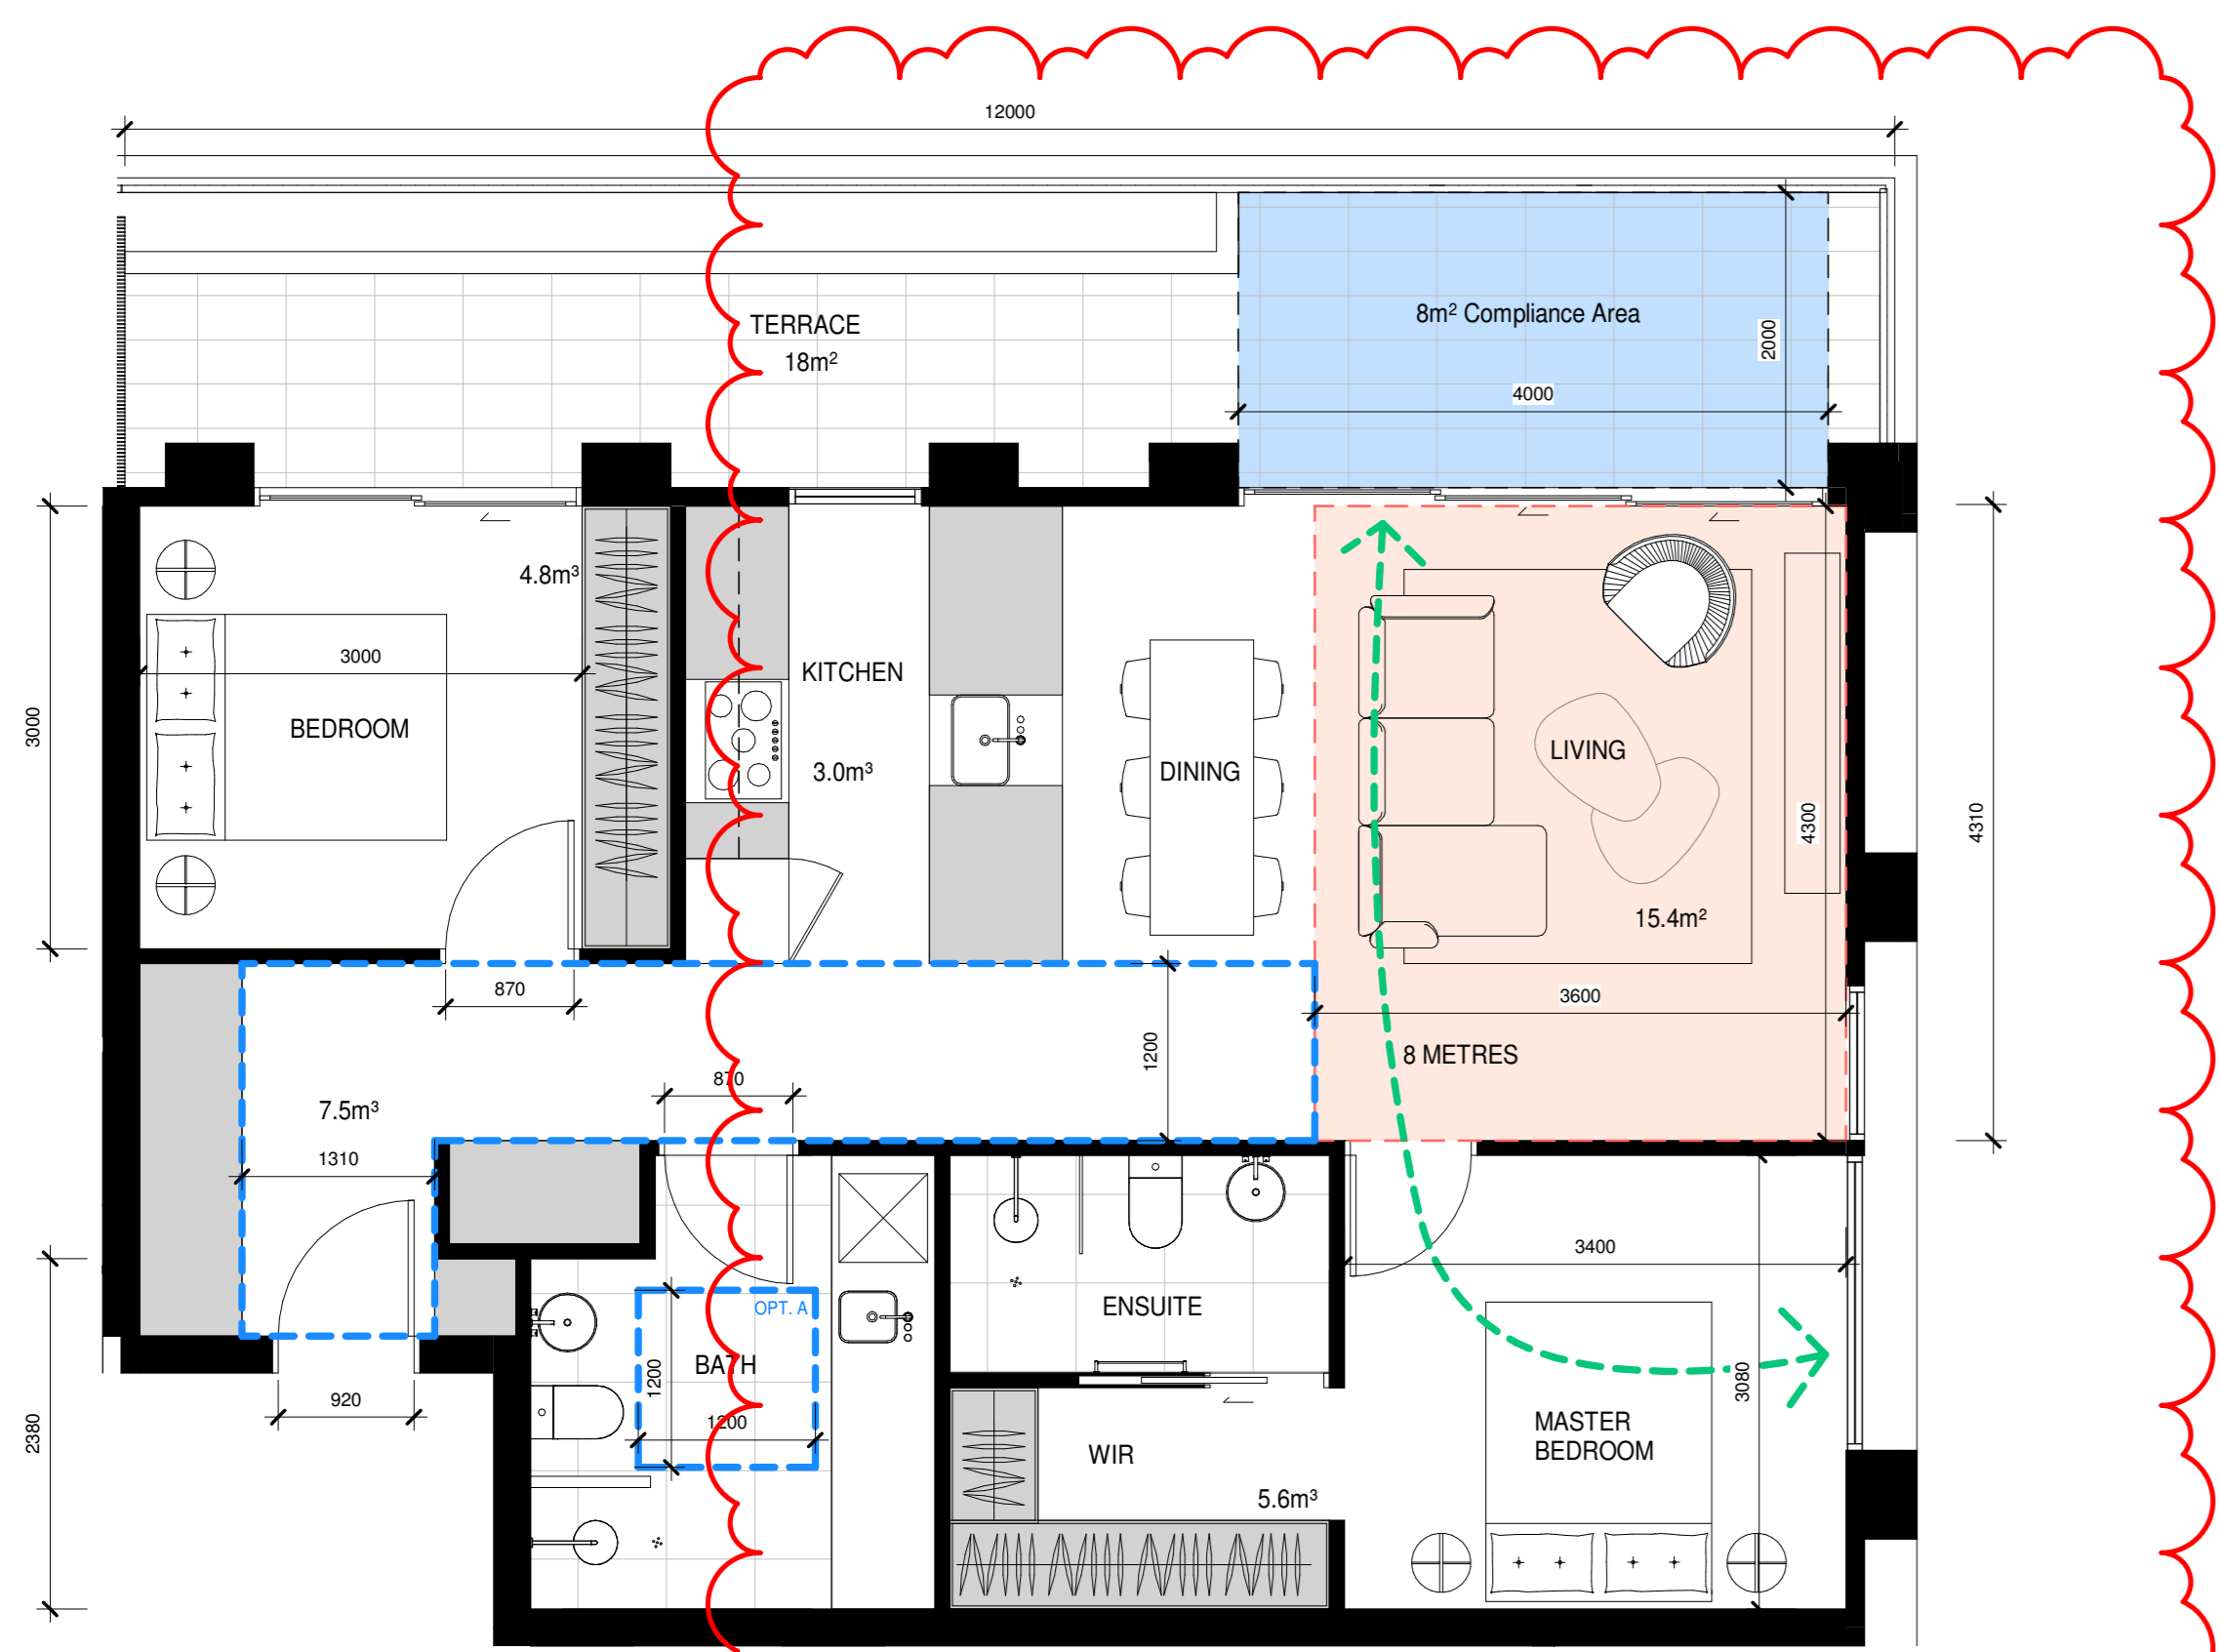 12000
8m² Compliance Area
TERRACE
18m²
2000
4000
4.8m³
3000
3000
BEDROOM
KITCHEN
3.0m³
DINING
LIVING
4300
4310
15.4m²
870
3600
1200
8 METRES
870
7.5m³
1310
3400
OPT. A
ENSUITE
BATH
1200
3080
920
1200
2380
MASTER
BEDROOM
WIR
5.6m³